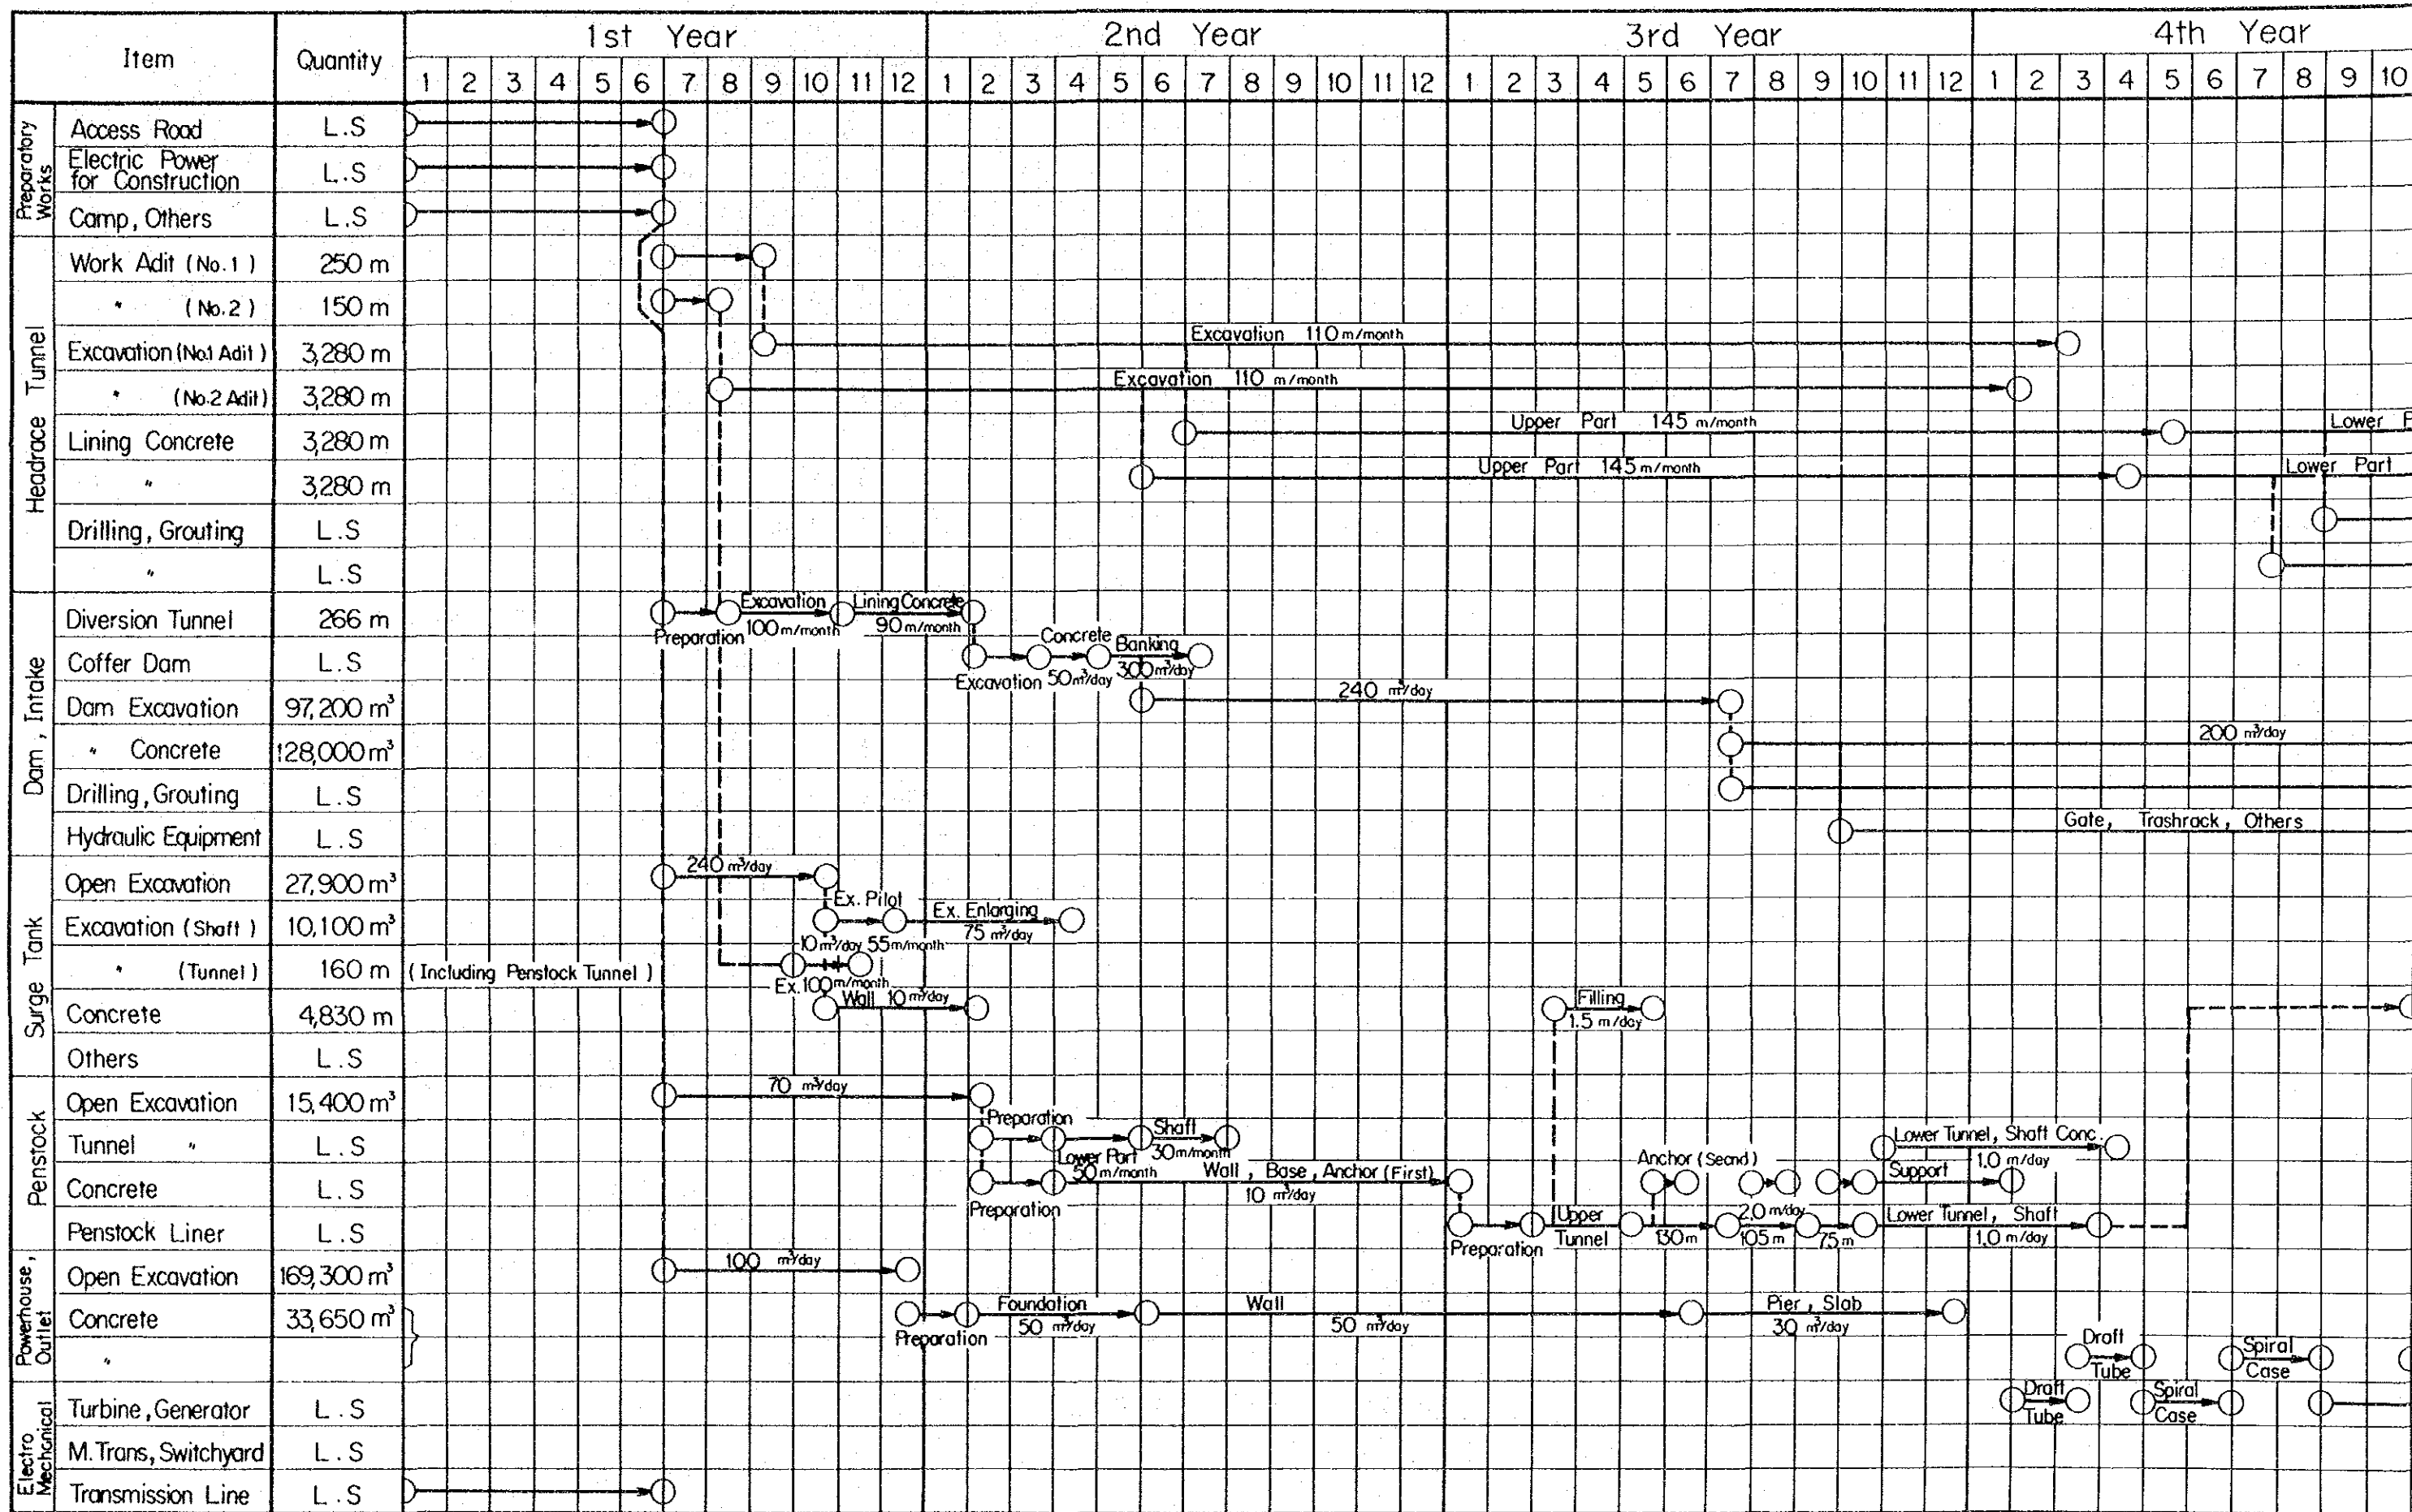 Item Quantity 1st Year 2nd Year 3rd Year 4th Year
1 2 3 4 5 6 7 8 9 10 11 12 1 2 3 4 5 6 7 8 9 10 11 12 1 2 3 4 5 6 7 8 9 10 11 12 1 2 3 4 5 6 7 8 9 10
Preparatory Works
Access Road L.S
Electric Power for Construction L.S
Camp, Others L.S
Headrace Tunnel
Work Adit (No.1) 250 m
" (No.2) 150 m
Excavation (No.1 Adit) 3,280 m Excavation 110 m/month
" (No.2 Adit) 3,280 m Excavation 110 m/month
Lining Concrete 3,280 m Upper Part 145 m/month Lower P
" 3,280 m Upper Part 145 m/month Lower Part
Drilling, Grouting L.S
" L.S
Dam, Intake
Diversion Tunnel 266 m Preparation Excavation 100 m/month Lining Concrete 90 m/month
Coffer Dam L.S Excavation Concrete 50 m³/day Banking 300 m³/day
Dam Excavation 97,200 m³ 240 m³/day
" Concrete 128,000 m³ 200 m³/day
Drilling, Grouting L.S
Hydraulic Equipment L.S Gate, Trashrack, Others
Surge Tank
Open Excavation 27,900 m³ 240 m³/day
Excavation (Shaft) 10,100 m³ Ex. Pilot 10 m³/day 55 m/month Ex. Enlarging 75 m³/day
" (Tunnel) 160 m (Including Penstock Tunnel) Ex. 100 m/month
Concrete 4,830 m Wall 10 m³/day Filling 1.5 m/day
Others L.S
Penstock
Open Excavation 15,400 m³ 70 m³/day
Tunnel " L.S Preparation Lower Part 50 m/month Shaft 30 m/month Lower Tunnel, Shaft Conc. 1.0 m/day
Concrete L.S Preparation Wall, Base, Anchor (First) 10 m³/day Anchor (Second) Support
Penstock Liner L.S Preparation Upper Tunnel 130 m 2.0 m/day 105 m 75 m Lower Tunnel, Shaft 1.0 m/day
Powerhouse, Outlet
Open Excavation 169,300 m³ 100 m³/day
Concrete 33,650 m³ Preparation Foundation 50 m³/day Wall 50 m³/day Pier, Slab 30 m³/day
" Draft Tube Spiral Case
Electro Mechanical
Turbine, Generator L.S Draft Tube Spiral Case
M.Trans, Switchyard L.S
Transmission Line L.S